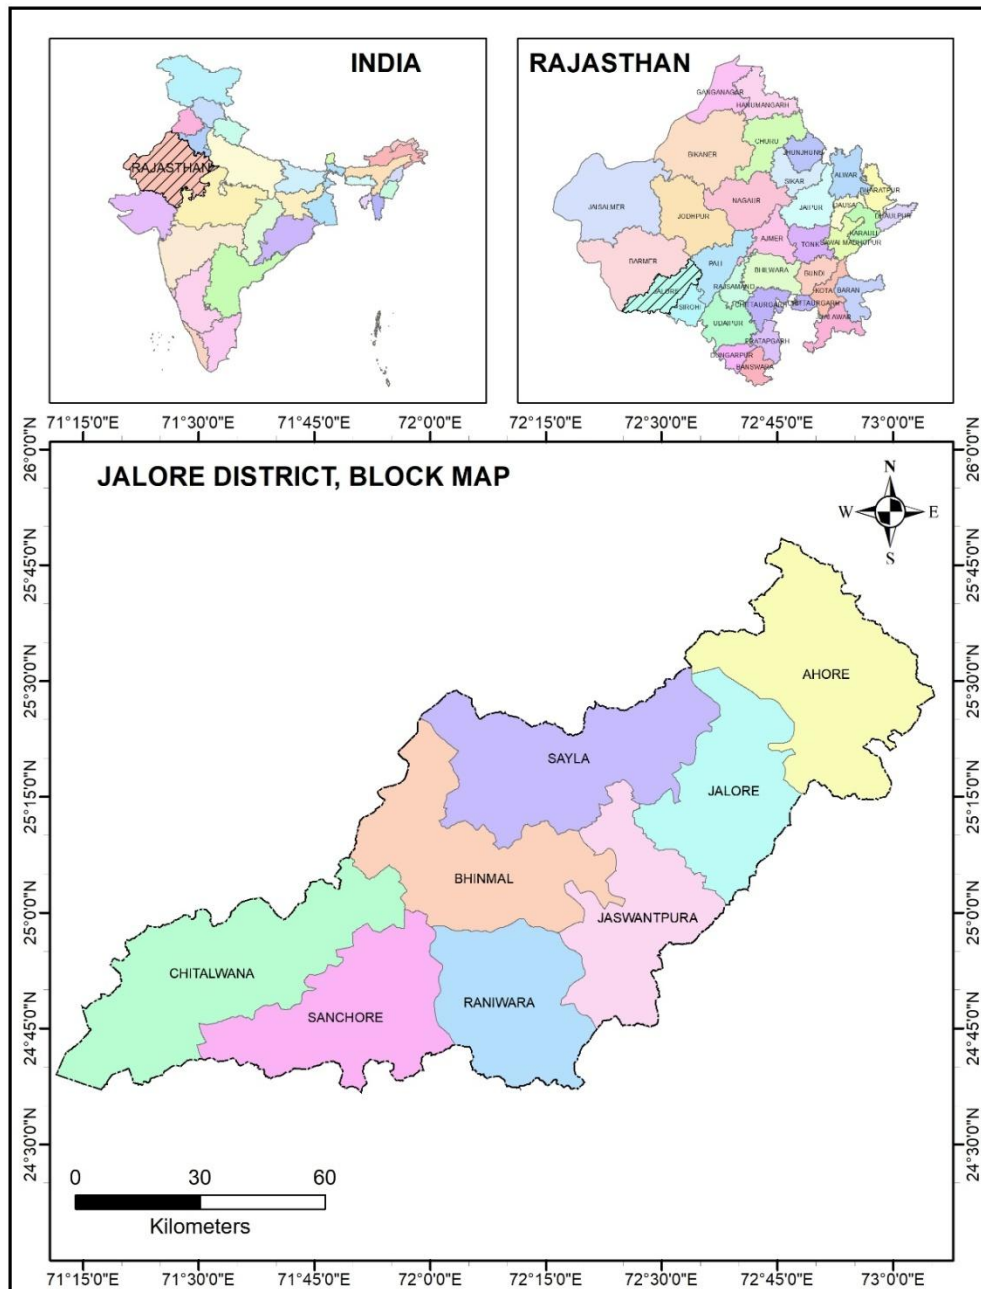 INDIA
RAJASTHAN
RAJASTHAN
GANGANAGAR
HANUMANGARH
CHURU
JHUNJHUNU
BIKANER
SIKAR
ALWAR
BHARATPUR
JAISALMER
JODHPUR
NAGAUR
JAIPUR
DAUSA
DHAULPUR
KARAULI
AJMER
TONK
SAWAI MADHOPUR
BARMER
PALI
BHILWARA
BUNDI
JALORE
RAJSAMAND
KOTA
BARAN
SIROHI
UDAIPUR
PRATAPGARH
DUNGARPUR
BANSWARA
71°15'0"E 71°30'0"E 71°45'0"E 72°0'0"E 72°15'0"E 72°30'0"E 72°45'0"E 73°0'0"E
JALORE DISTRICT, BLOCK MAP
N
W E
S
26°0'0"N 26°0'0"N
25°45'0"N 25°45'0"N
25°30'0"N 25°30'0"N
25°15'0"N 25°15'0"N
25°0'0"N 25°0'0"N
24°45'0"N 24°45'0"N
24°30'0"N 24°30'0"N
AHORE
SAYLA
JALORE
BHINMAL
JASWANTPURA
CHITALWANA
RANIWARA
SANCHORE
0 30 60
Kilometers
71°15'0"E 71°30'0"E 71°45'0"E 72°0'0"E 72°15'0"E 72°30'0"E 72°45'0"E 73°0'0"E